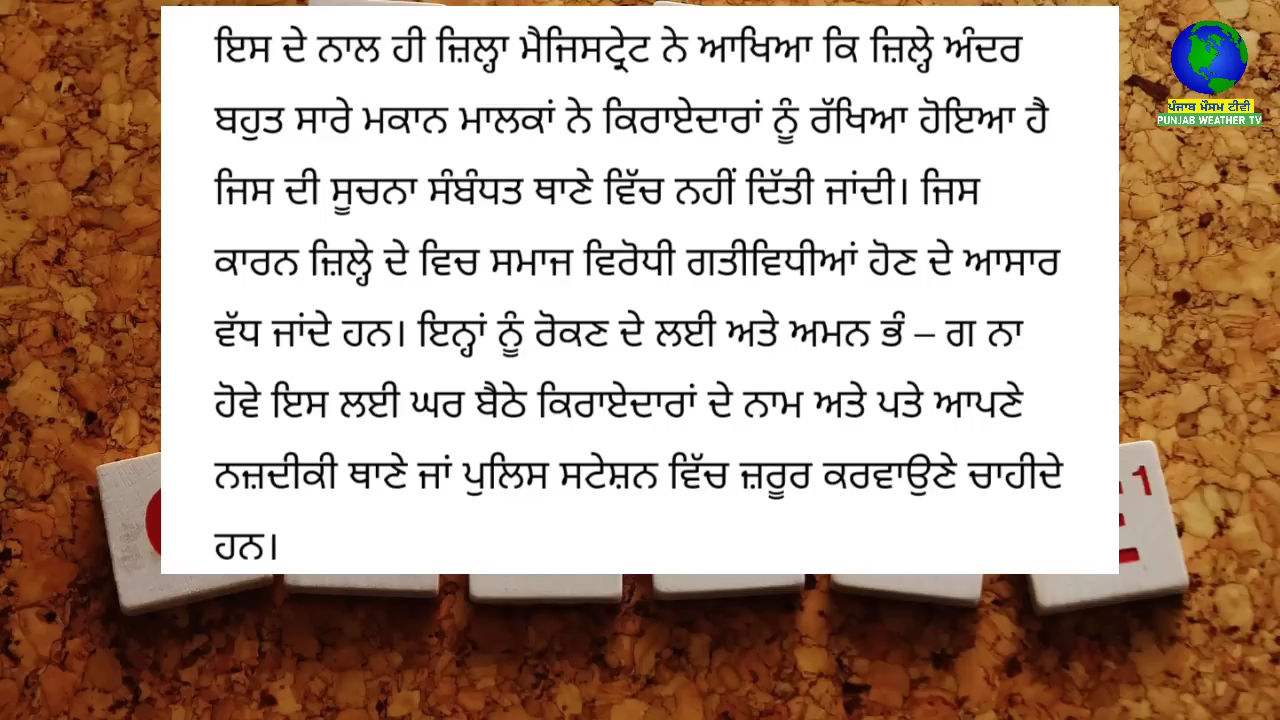 ਇਸ ਦੇ ਨਾਲ ਹੀ ਜ਼ਿਲ੍ਹਾ ਮੈਜਿਸਟ੍ਰੇਟ ਨੇ ਆਖਿਆ ਕਿ ਜ਼ਿਲ੍ਹੇ ਅੰਦਰ
ਬਹੁਤ ਸਾਰੇ ਮਕਾਨ ਮਾਲਕਾਂ ਨੇ ਕਿਰਾਏਦਾਰਾਂ ਨੂੰ ਰੱਖਿਆ ਹੋਇਆ ਹੈ
ਜਿਸ ਦੀ ਸੂਚਨਾ ਸੰਬੰਧਤ ਥਾਣੇ ਵਿੱਚ ਨਹੀਂ ਦਿੱਤੀ ਜਾਂਦੀ। ਜਿਸ
ਕਾਰਨ ਜ਼ਿਲ੍ਹੇ ਦੇ ਵਿਚ ਸਮਾਜ ਵਿਰੋਧੀ ਗਤੀਵਿਧੀਆਂ ਹੋਣ ਦੇ ਆਸਾਰ
ਵੱਧ ਜਾਂਦੇ ਹਨ। ਇਨ੍ਹਾਂ ਨੂੰ ਰੋਕਣ ਦੇ ਲਈ ਅਤੇ ਅਮਨ ਭੰ – ਗ ਨਾ
ਹੋਵੇ ਇਸ ਲਈ ਘਰ ਬੈਠੇ ਕਿਰਾਏਦਾਰਾਂ ਦੇ ਨਾਮ ਅਤੇ ਪਤੇ ਆਪਣੇ
ਨਜ਼ਦੀਕੀ ਥਾਣੇ ਜਾਂ ਪੁਲਿਸ ਸਟੇਸ਼ਨ ਵਿੱਚ ਜ਼ਰੂਰ ਕਰਵਾਉਣੇ ਚਾਹੀਦੇ
ਹਨ।
ਪੰਜਾਬ ਮੌਸਮ ਟੀਵੀ
PUNJAB WEATHER TV
1